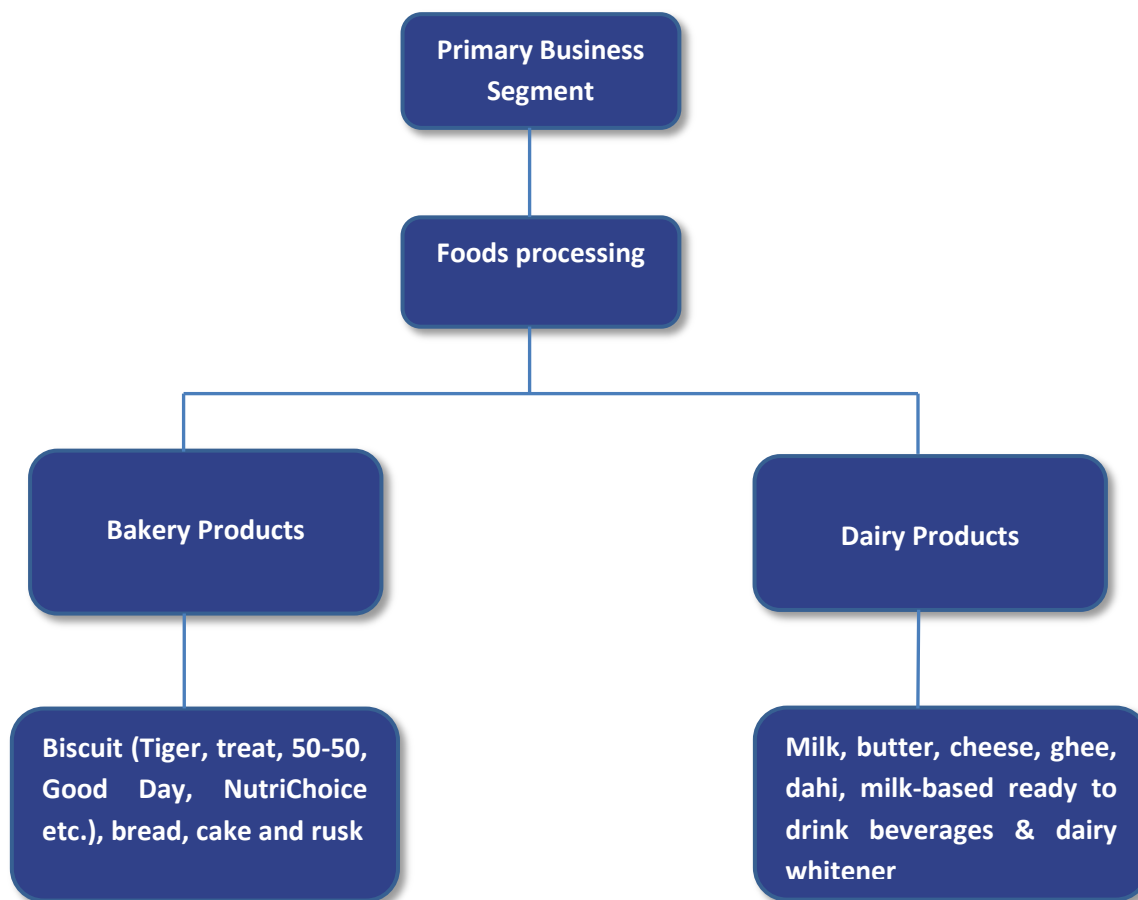 Primary Business
Segment
Foods processing
Bakery Products
Dairy Products
Biscuit (Tiger, treat, 50-50,
Good Day, NutriChoice
etc.), bread, cake and rusk
Milk, butter, cheese, ghee,
dahi, milk-based ready to
drink beverages & dairy
whitener